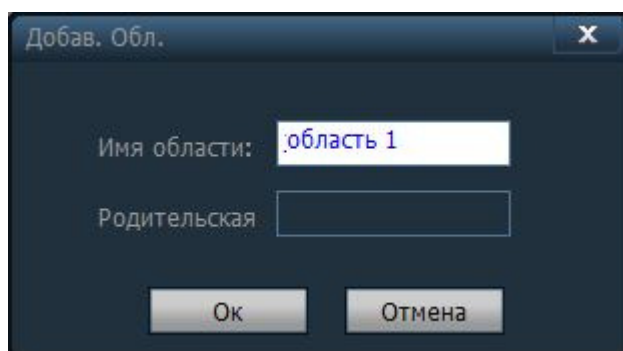 Добав. Обл.
Имя области: область 1
Родительская
Ок Отмена